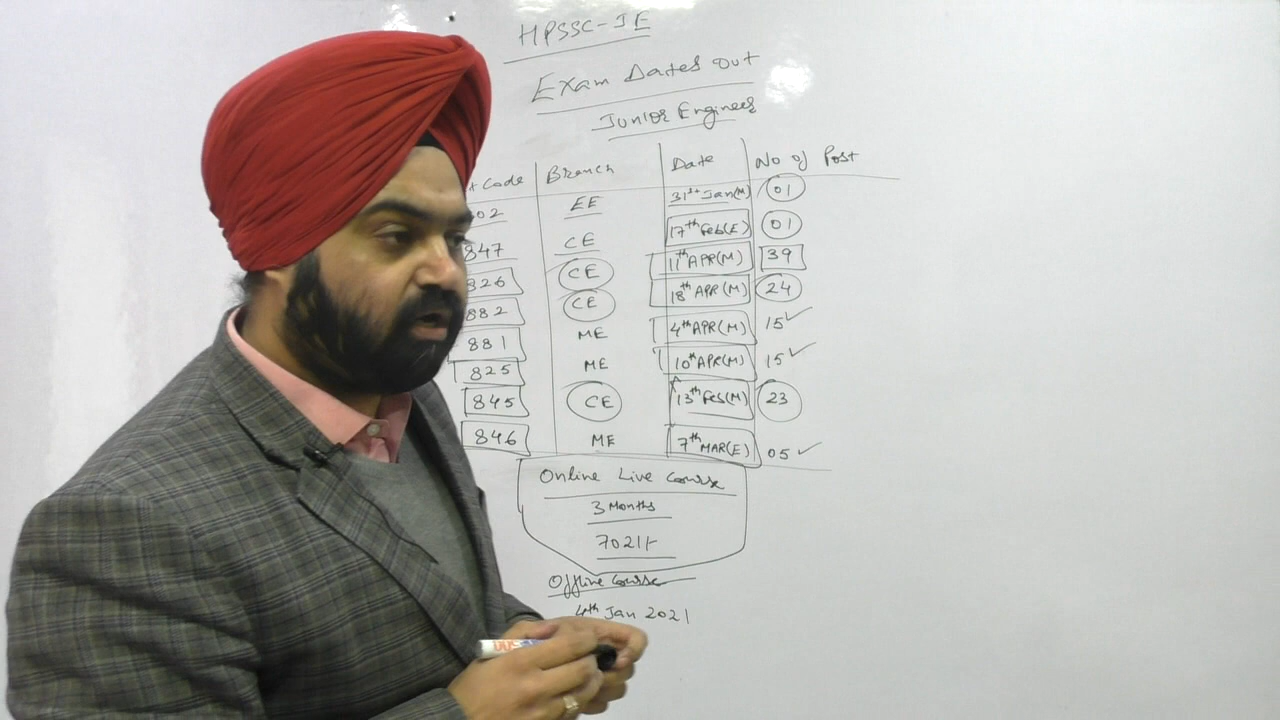 HPSSC-JE
Exam Dates Out
Junior Engineer
t Code Branch Date No of Post
02 EE 31st Jan(M) 01
847 CE 17th Feb(E) 01
826 CE 11th APR(M) 39
882 CE 18th APR(M) 24
881 ME 4th APR(M) 15
825 ME 10th APR(M) 15
845 CE 13th Feb(M) 23
846 ME 7th MAR(E) 05
Online Live Course
3 Months
7021/-
Offline Course
4th Jan 2021